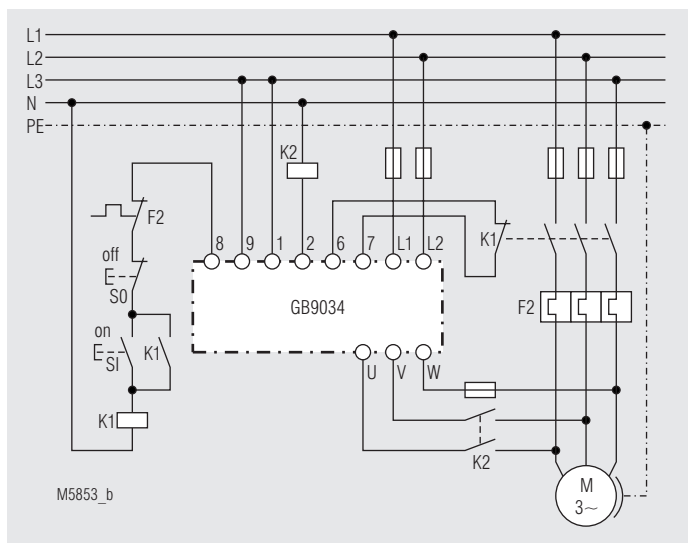 L1
L2
L3
N
PE
K2
F2
8 9 1 2 6 7 L1 L2
K1
off
E
S0
GB9034
F2
on
E
SI
K1
U V W
K1
K2
M
3~
M5853_b